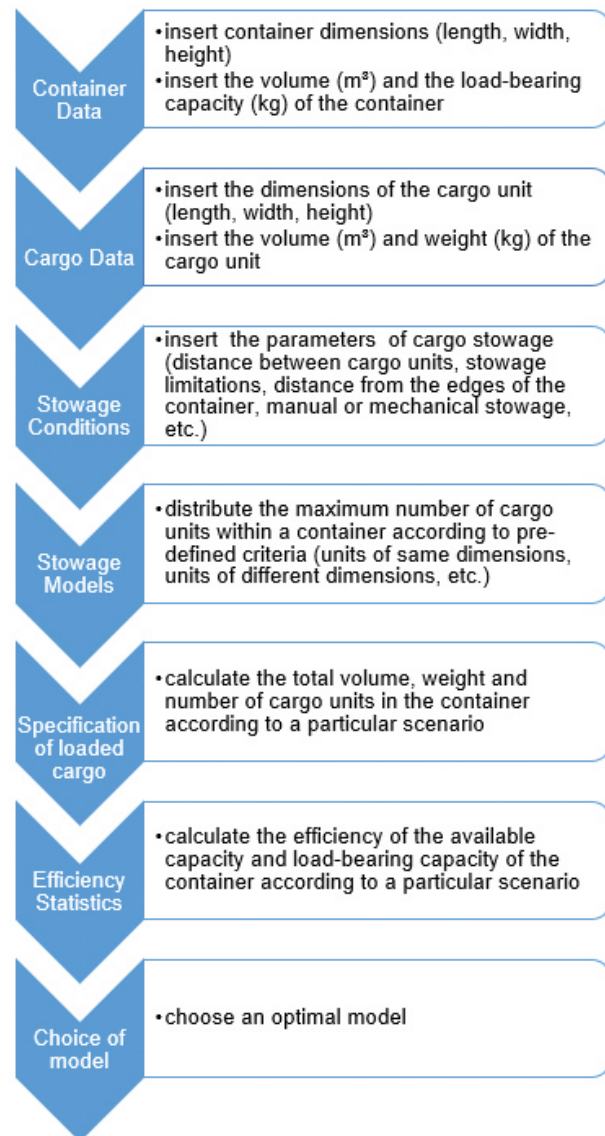 Container
Data
•insert container dimensions (length, width,
height)
•insert the volume (m³) and the load-bearing
capacity (kg) of the container
Cargo Data
•insert the dimensions of the cargo unit
(length, width, height)
•insert the volume (m³) and weight (kg) of the
cargo unit
Stowage
Conditions
•insert the parameters of cargo stowage
(distance between cargo units, stowage
limitations, distance from the edges of the
container, manual or mechanical stowage,
etc.)
Stowage
Models
•distribute the maximum number of cargo
units within a container according to pre-
defined criteria (units of same dimensions,
units of different dimensions, etc.)
Specification
of loaded
cargo
•calculate the total volume, weight and
number of cargo units in the container
according to a particular scenario
Efficiency
Statistics
•calculate the efficiency of the available
capacity and load-bearing capacity of the
container according to a particular scenario
Choice of
model
•choose an optimal model